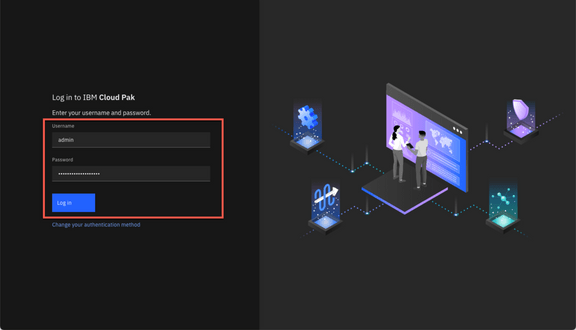 Log in to IBM Cloud Pak
Enter your username and password.
Username
admin
Password
Log in
Change your authentication method